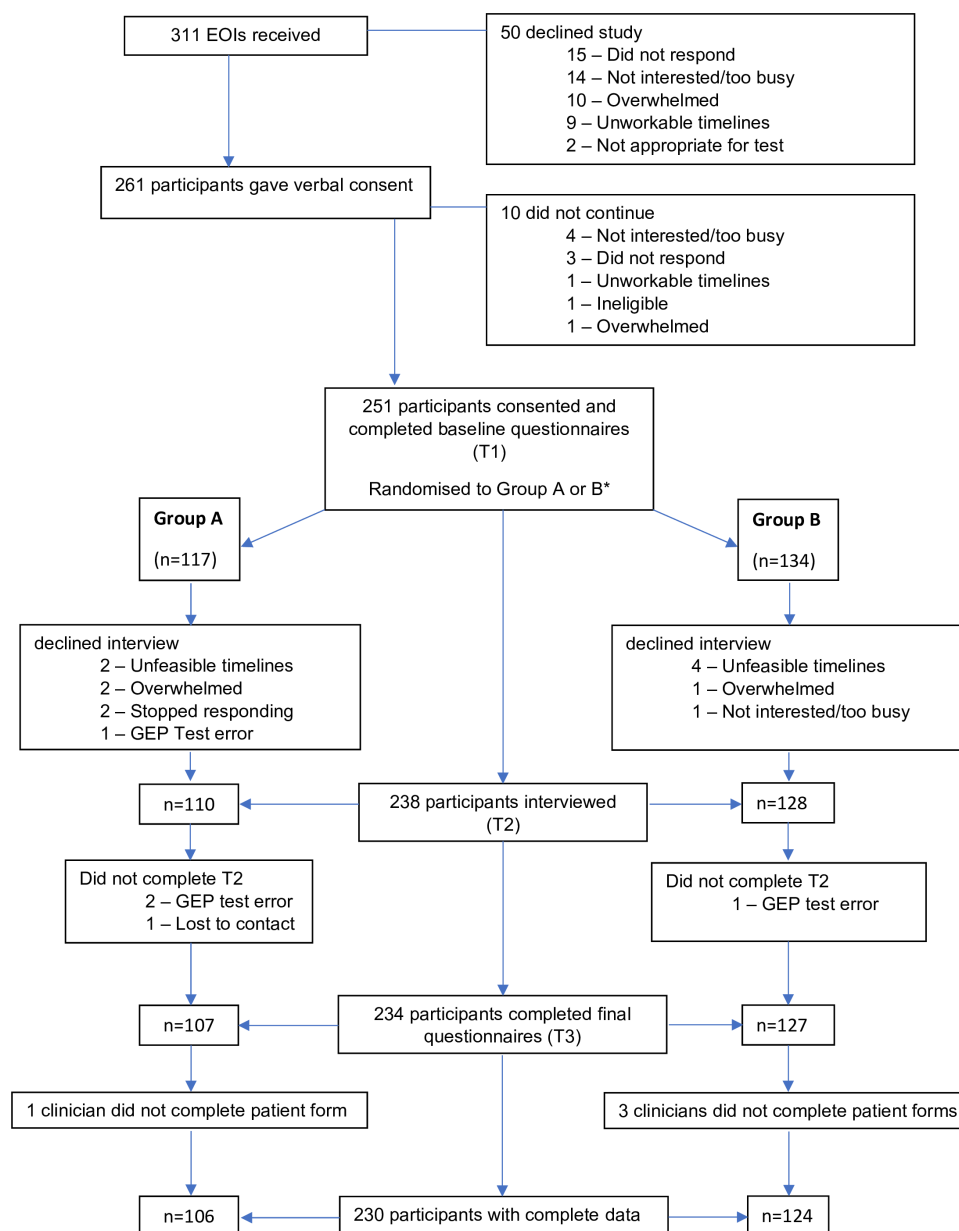 311 EOIs received
50 declined study
15 – Did not respond
14 – Not interested/too busy
10 – Overwhelmed
9 – Unworkable timelines
2 – Not appropriate for test
261 participants gave verbal consent
10 did not continue
4 – Not interested/too busy
3 – Did not respond
1 – Unworkable timelines
1 – Ineligible
1 – Overwhelmed
251 participants consented and
completed baseline questionnaires
(T1)
Randomised to Group A or B*
Group A
(n=117)
Group B
(n=134)
declined interview
2 – Unfeasible timelines
2 – Overwhelmed
2 – Stopped responding
1 – GEP Test error
declined interview
4 – Unfeasible timelines
1 – Overwhelmed
1 – Not interested/too busy
n=110
238 participants interviewed
(T2)
n=128
Did not complete T2
2 – GEP test error
1 – Lost to contact
Did not complete T2
1 – GEP test error
n=107
234 participants completed final
questionnaires (T3)
n=127
1 clinician did not complete patient form
3 clinicians did not complete patient forms
n=106
230 participants with complete data
n=124